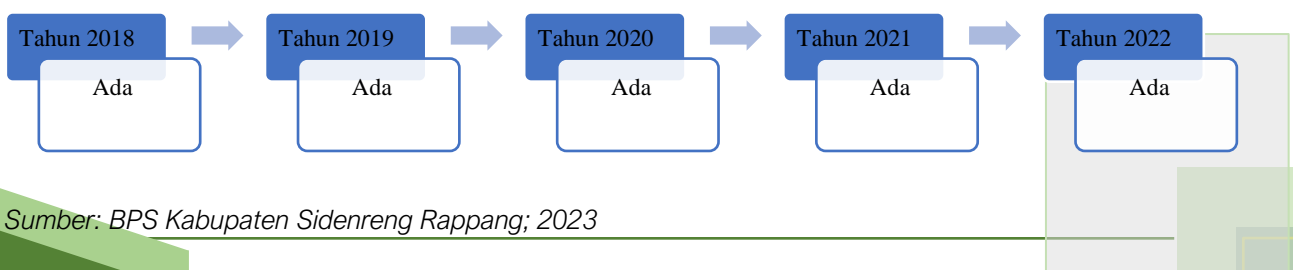 Tahun 2018
Ada
Tahun 2019
Ada
Tahun 2020
Ada
Tahun 2021
Ada
Tahun 2022
Ada
Sumber: BPS Kabupaten Sidenreng Rappang; 2023